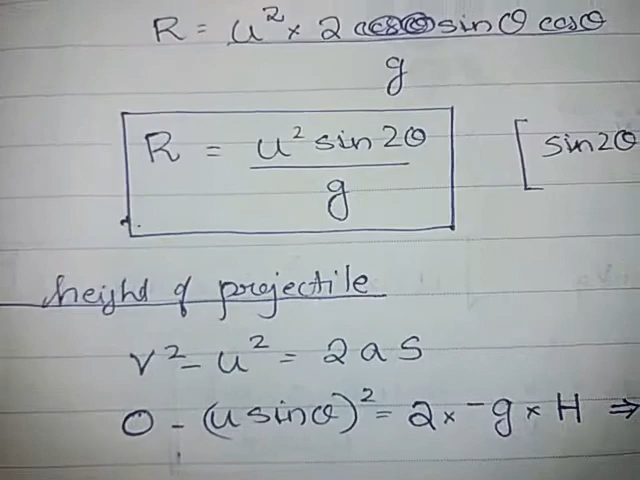 R = u² × 2 sinθ cosθ
g
R = u² sin2θ
g
[ sin2θ
height of projectile
v² - u² = 2as
0 - (u sinθ)² = 2 × -g × H ⇒